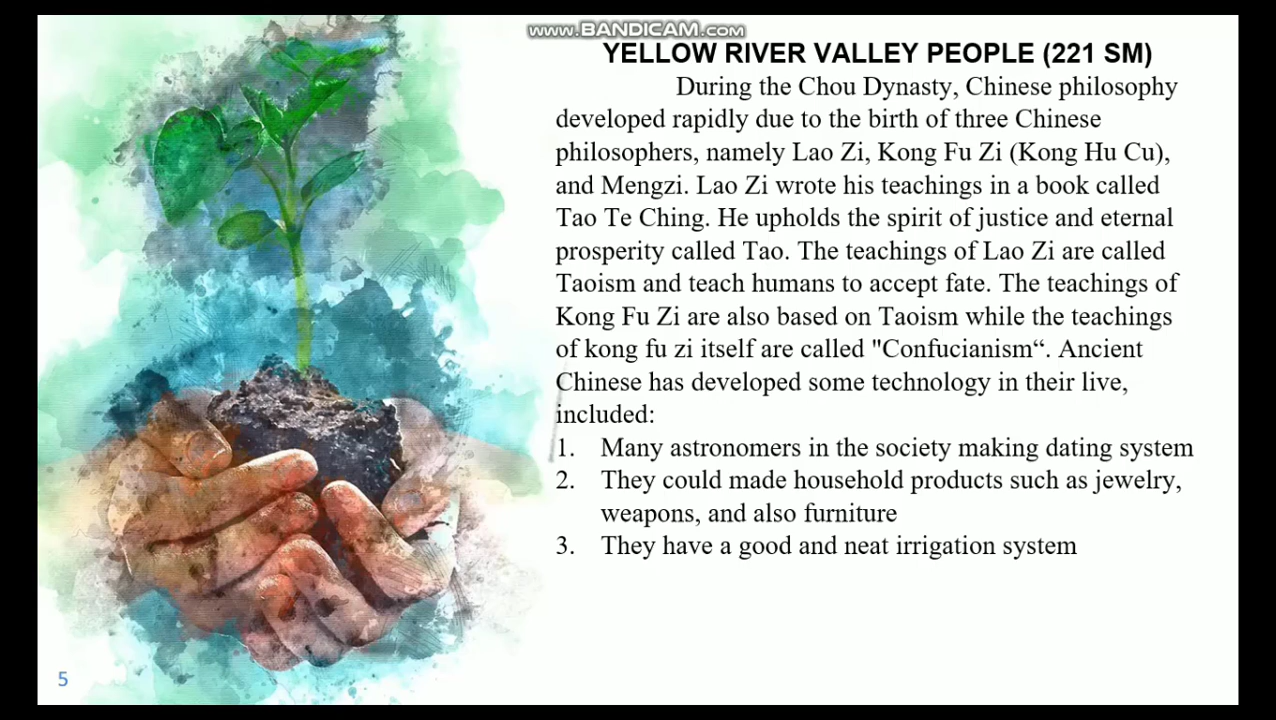 www.BANDICAM.com
YELLOW RIVER VALLEY PEOPLE (221 SM)
During the Chou Dynasty, Chinese philosophy
developed rapidly due to the birth of three Chinese
philosophers, namely Lao Zi, Kong Fu Zi (Kong Hu Cu),
and Mengzi. Lao Zi wrote his teachings in a book called
Tao Te Ching. He upholds the spirit of justice and eternal
prosperity called Tao. The teachings of Lao Zi are called
Taoism and teach humans to accept fate. The teachings of
Kong Fu Zi are also based on Taoism while the teachings
of kong fu zi itself are called "Confucianism“. Ancient
Chinese has developed some technology in their live,
included:
1. Many astronomers in the society making dating system
2. They could made household products such as jewelry,
weapons, and also furniture
3. They have a good and neat irrigation system
5